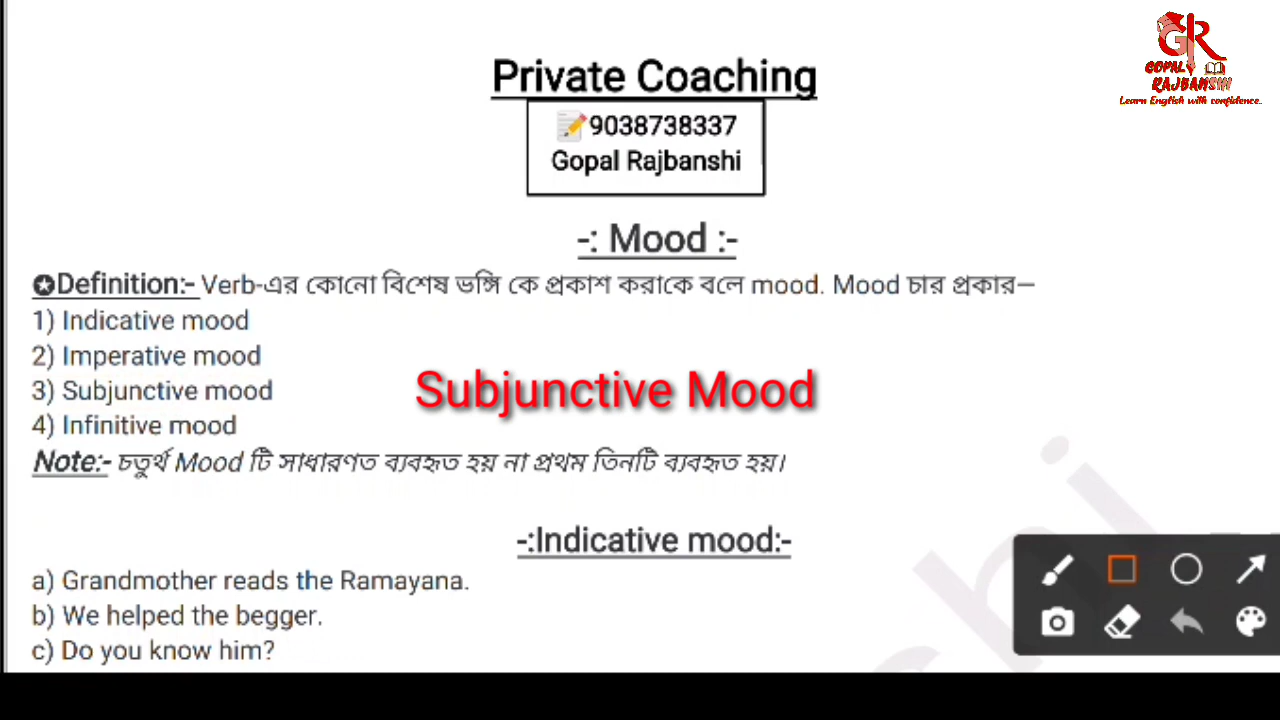 GR
GOPAL
RAJBANSHI
Learn English with confidence.
Private Coaching
📝9038738337
Gopal Rajbanshi
-: Mood :-
✪Definition:- Verb-এর কোনো বিশেষ ভঙ্গি কে প্রকাশ করাকে বলে mood. Mood চার প্রকার—
1) Indicative mood
2) Imperative mood
3) Subjunctive mood
Subjunctive Mood
4) Infinitive mood
Note:- চতুর্থ Mood টি সাধারণত ব্যবহৃত হয় না প্রথম তিনটি ব্যবহৃত হয়।
-:Indicative mood:-
a) Grandmother reads the Ramayana.
b) We helped the begger.
c) Do you know him?